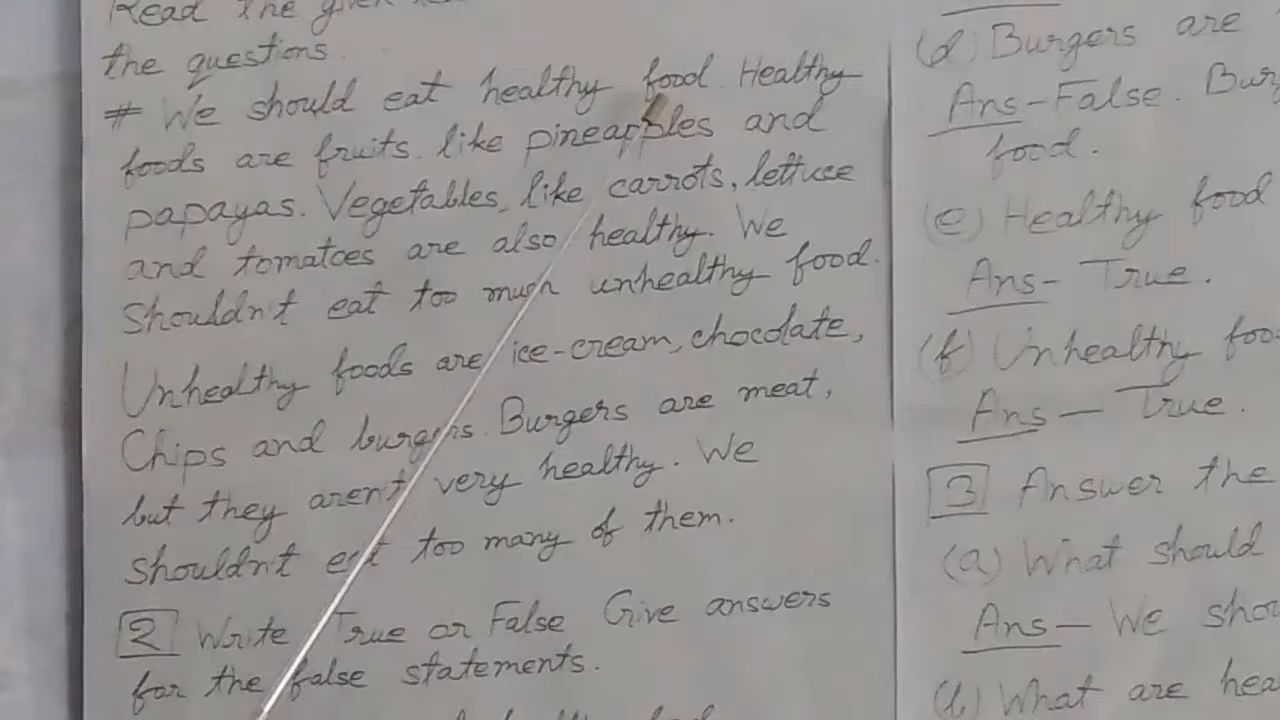 Read the given
the questions.
# We should eat healthy food. Healthy
foods are fruits. like pineapples and
papayas. Vegetables, like carrots, lettuce
and tomatoes are also healthy. We
shouldn't eat too much unhealthy food.
Unhealthy foods are ice-cream, chocolate,
Chips and burgers. Burgers are meat,
but they aren't very healthy. We
shouldn't eat too many of them.
2 Write True or False Give answers
for the false statements.
(d) Burgers are
Ans-False.
food.
(e) Healthy food
Ans- True.
(f) Unhealthy
Ans - True.
3 Answer the
(a) What should
Ans - We
(b) What are